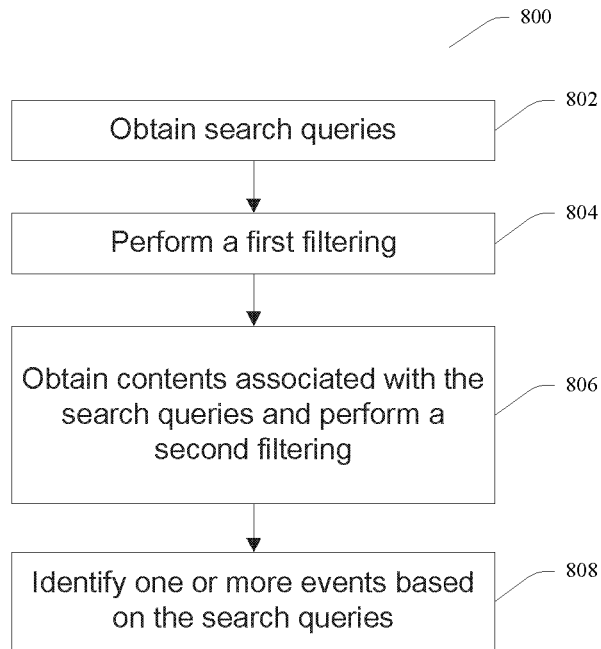 800
802
Obtain search queries
804
Perform a first filtering
Obtain contents associated with the
search queries and perform a
second filtering
806
Identify one or more events based
on the search queries
808